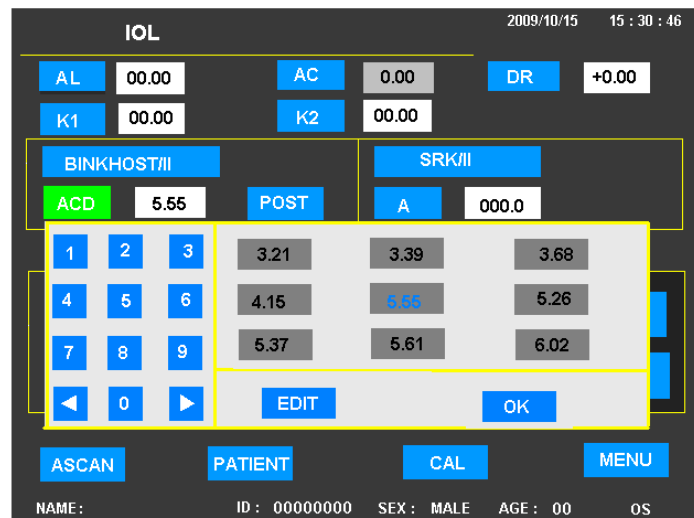 IOL 2009/10/15 15:30:46
AL 00.00 AC 0.00 DR +0.00
K1 00.00 K2 00.00
BINKHOST/II SRK/II
ACD 5.55 POST A 000.0
1 2 3 3.21 3.39 3.68
4 5 6 4.15 5.55 5.26
7 8 9 5.37 5.61 6.02
◀ 0 ▶ EDIT OK
ASCAN PATIENT CAL MENU
NAME: ID: 00000000 SEX: MALE AGE: 00 OS